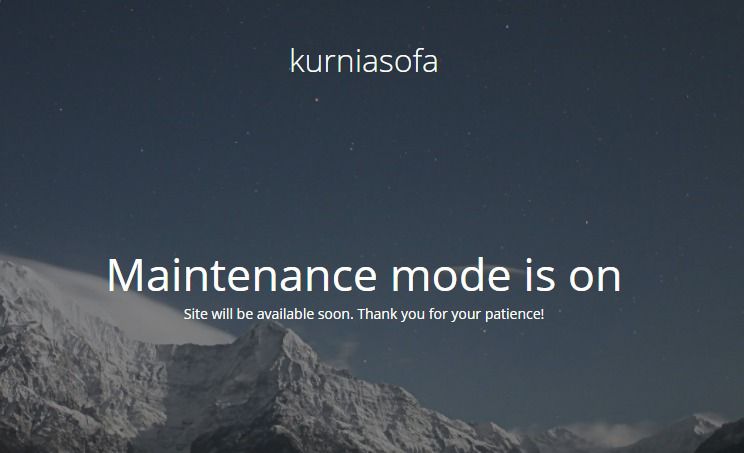 kurniasofa
Maintenance mode is on
Site will be available soon. Thank you for your patience!